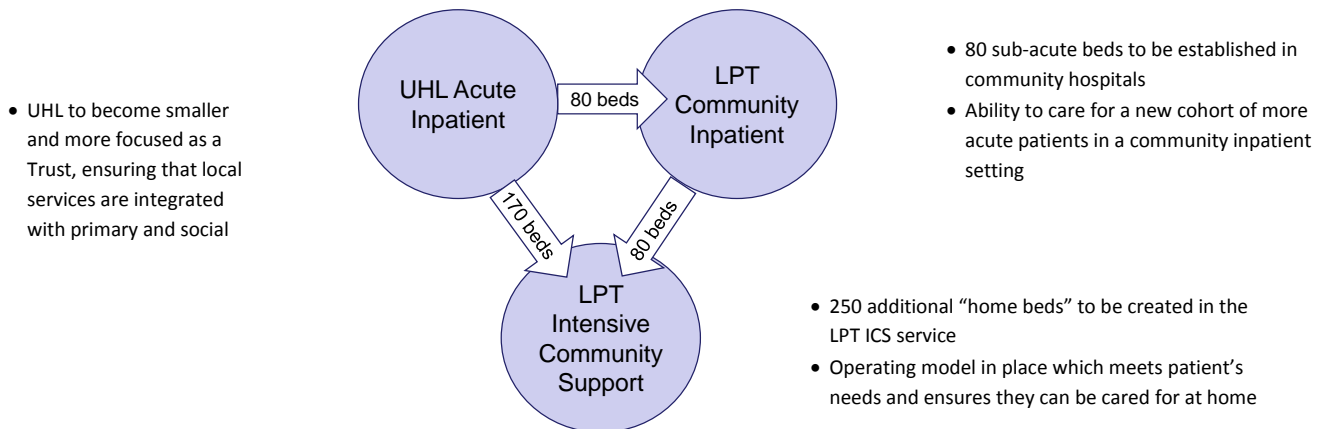 • UHL to become smaller
and more focused as a
Trust, ensuring that local
services are integrated
with primary and social
UHL Acute
Inpatient
80 beds
LPT
Community
Inpatient
• 80 sub-acute beds to be established in
community hospitals
• Ability to care for a new cohort of more
acute patients in a community inpatient
setting
170 beds
80 beds
LPT
Intensive
Community
Support
• 250 additional “home beds” to be created in the
LPT ICS service
• Operating model in place which meets patient’s
needs and ensures they can be cared for at home